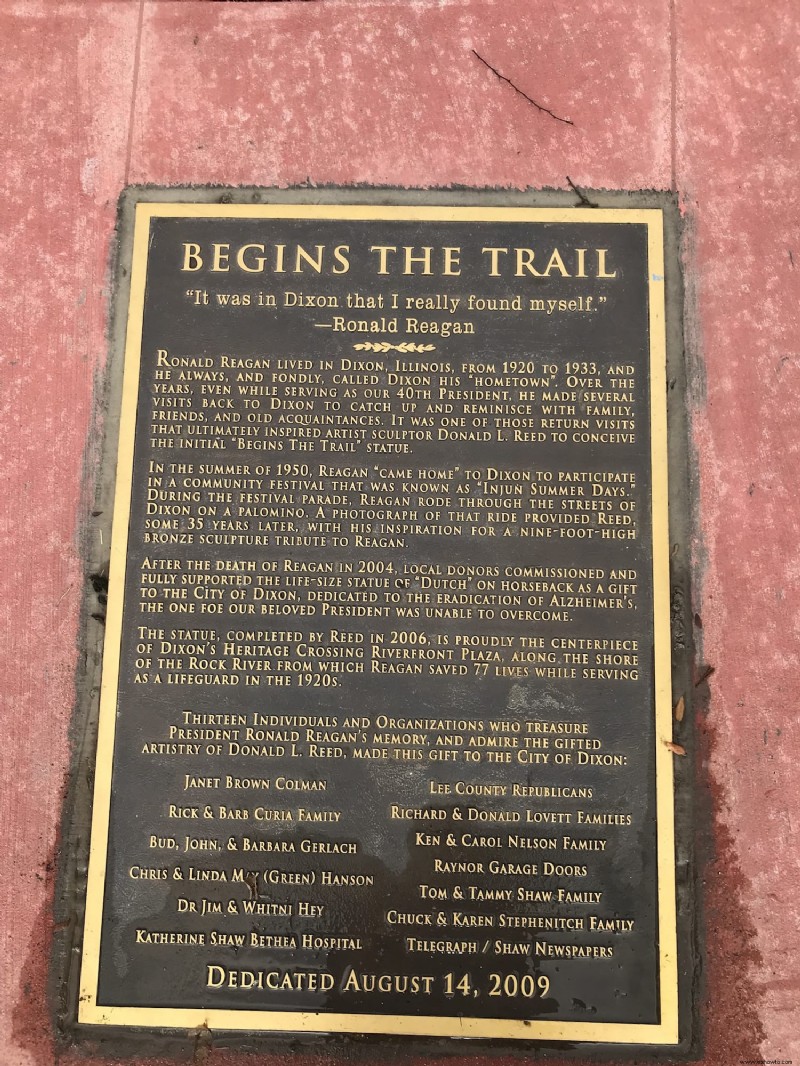 BEGINS THE TRAIL
“It was in Dixon that I really found myself.”
—Ronald Reagan
RONALD REAGAN LIVED IN DIXON, ILLINOIS, FROM 1920 TO 1933, AND
HE ALWAYS, AND FONDLY, CALLED DIXON HIS “HOMETOWN”. OVER THE
YEARS, EVEN WHILE SERVING AS OUR 40TH PRESIDENT, HE MADE SEVERAL
VISITS BACK TO DIXON TO CATCH UP AND REMINISCE WITH FAMILY,
FRIENDS, AND OLD ACQUAINTANCES. IT WAS ONE OF THOSE RETURN VISITS
THAT ULTIMATELY INSPIRED ARTIST SCULPTOR DONALD L. REED TO CONCEIVE
THE INITIAL “BEGINS THE TRAIL” STATUE.
IN THE SUMMER OF 1950, REAGAN “CAME HOME” TO DIXON TO PARTICIPATE
IN A COMMUNITY FESTIVAL THAT WAS KNOWN AS “INJUN SUMMER DAYS.”
DURING THE FESTIVAL PARADE, REAGAN RODE THROUGH THE STREETS OF
DIXON ON A PALOMINO. A PHOTOGRAPH OF THAT RIDE PROVIDED REED,
SOME 35 YEARS LATER, WITH HIS INSPIRATION FOR A NINE-FOOT-HIGH
BRONZE SCULPTURE TRIBUTE TO REAGAN.
AFTER THE DEATH OF REAGAN IN 2004, LOCAL DONORS COMMISSIONED AND
FULLY SUPPORTED THE LIFE-SIZE STATUE OF “DUTCH” ON HORSEBACK AS A GIFT
TO THE CITY OF DIXON, DEDICATED TO THE ERADICATION OF ALZHEIMER'S,
THE ONE FOE OUR BELOVED PRESIDENT WAS UNABLE TO OVERCOME.
THE STATUE, COMPLETED BY REED IN 2006, IS PROUDLY THE CENTERPIECE
OF DIXON'S HERITAGE CROSSING RIVERFRONT PLAZA, ALONG THE SHORE
OF THE ROCK RIVER FROM WHICH REAGAN SAVED 77 LIVES WHILE SERVING
AS A LIFEGUARD IN THE 1920S.
THIRTEEN INDIVIDUALS AND ORGANIZATIONS WHO TREASURE
PRESIDENT RONALD REAGAN'S MEMORY, AND ADMIRE THE GIFTED
ARTISTRY OF DONALD L. REED, MADE THIS GIFT TO THE CITY OF DIXON:
JANET BROWN COLMAN
RICK & BARB CURIA FAMILY
BUD, JOHN, & BARBARA GERLACH
CHRIS & LINDA MAY (GREEN) HANSON
DR JIM & WHITNI HEY
KATHERINE SHAW BETHEA HOSPITAL
LEE COUNTY REPUBLICANS
RICHARD & DONALD LOVETT FAMILIES
KEN & CAROL NELSON FAMILY
RAYNOR GARAGE DOORS
TOM & TAMMY SHAW FAMILY
CHUCK & KAREN STEPHENITCH FAMILY
TELEGRAPH / SHAW NEWSPAPERS
DEDICATED AUGUST 14, 2009